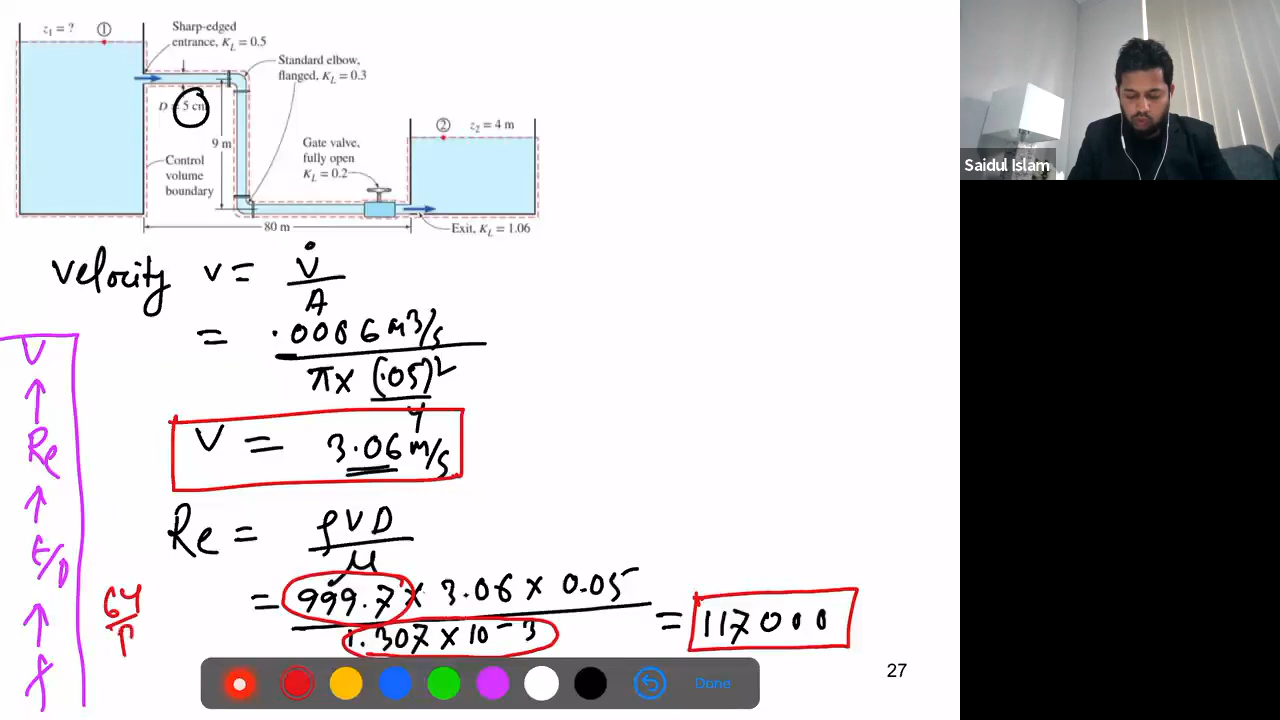 z₁ = ?
①
Sharp-edged
entrance, K_L = 0.5
Standard elbow,
flanged, K_L = 0.3
D = 5 cm
9 m
Gate valve,
fully open
K_L = 0.2
② z₂ = 4 m
Control
volume
boundary
80 m
Exit, K_L = 1.06
Saidul Islam
velocity v = V̇/A
= .0006 m³/s / π× (.05)²/4
V = 3.06 m/s
Re = ρVD/μ
= 999.7 × 3.06 × 0.05 / 1.307 × 10⁻³ = 117000
V
↑
Re
↑
ε/D
↑
f
64
27
Done